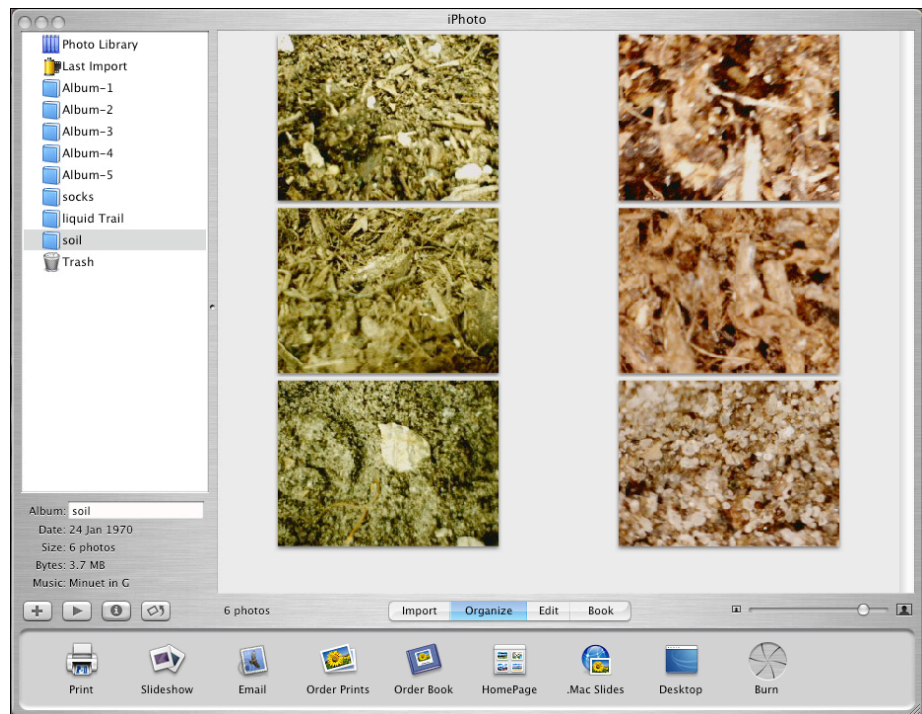 iPhoto
Photo Library
Last Import
Album-1
Album-2
Album-3
Album-4
Album-5
socks
liquid Trail
soil
Trash
Album: soil
Date: 24 Jan 1970
Size: 6 photos
Bytes: 3.7 MB
Music: Minuet in G
6 photos
Import Organize Edit Book
Print Slideshow Email Order Prints Order Book HomePage .Mac Slides Desktop Burn